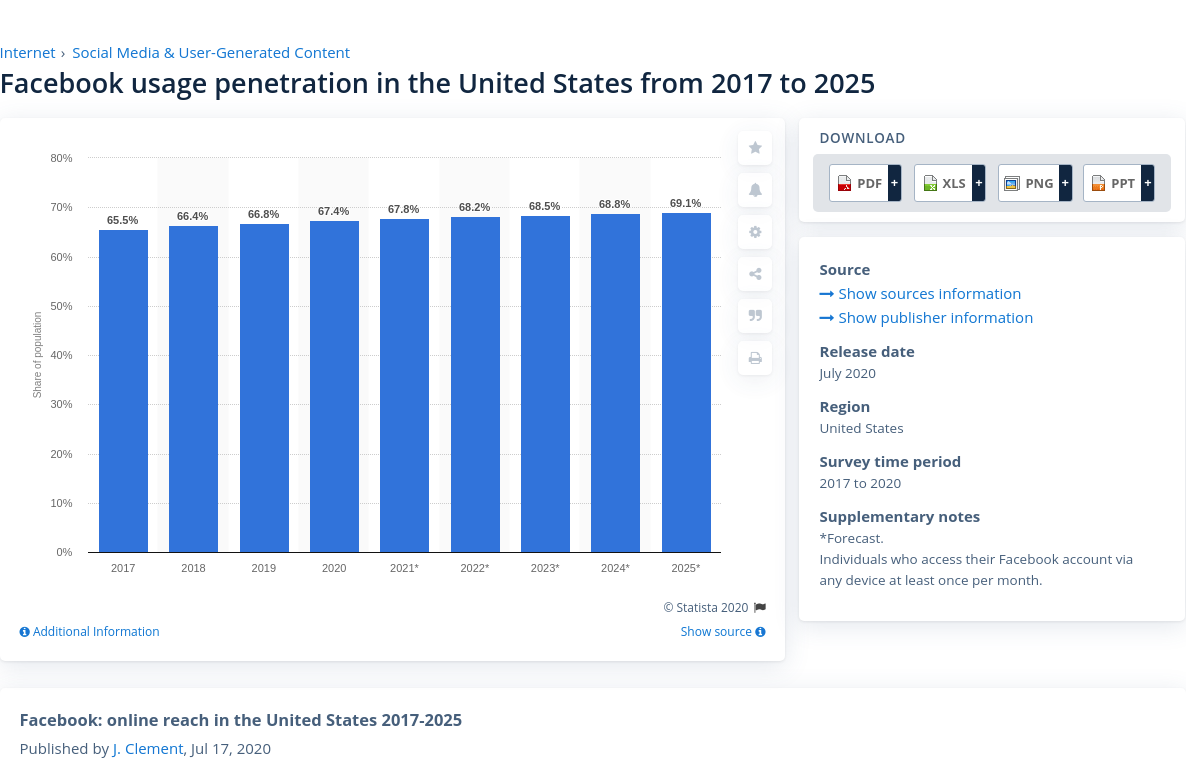 Internet › Social Media & User-Generated Content
Facebook usage penetration in the United States from 2017 to 2025
80%
70%
60%
50%
40%
30%
20%
10%
0%
Share of population
65.5%
66.4%
66.8%
67.4%
67.8%
68.2%
68.5%
68.8%
69.1%
2017
2018
2019
2020
2021*
2022*
2023*
2024*
2025*
© Statista 2020
Additional Information
Show source
DOWNLOAD
PDF +
XLS +
PNG +
PPT +
Source
Show sources information
Show publisher information
Release date
July 2020
Region
United States
Survey time period
2017 to 2020
Supplementary notes
*Forecast.
Individuals who access their Facebook account via
any device at least once per month.
Facebook: online reach in the United States 2017-2025
Published by J. Clement, Jul 17, 2020